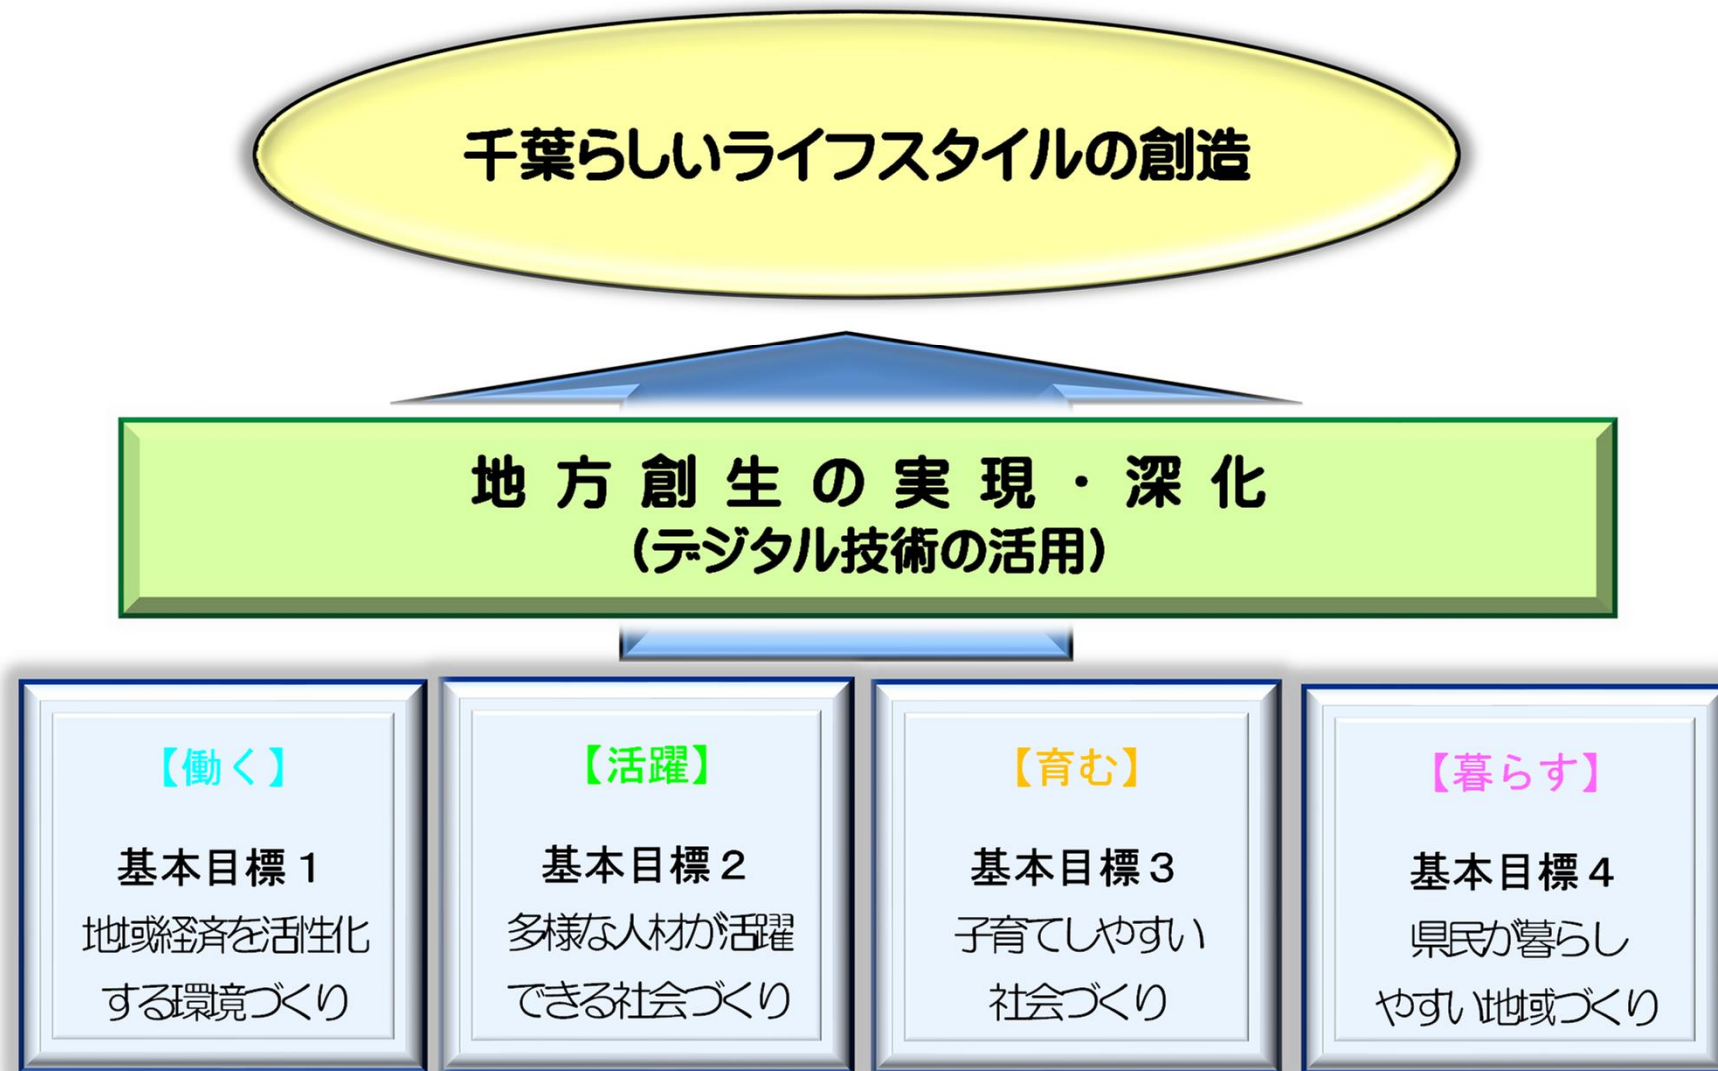 千葉らしいライフスタイルの創造
地方創生の実現・深化
（デジタル技術の活用）
【働く】
基本目標１
地域経済を活性化
する環境づくり
【活躍】
基本目標２
多様な人材が活躍
できる社会づくり
【育む】
基本目標３
子育てしやすい
社会づくり
【暮らす】
基本目標４
県民が暮らし
やすい地域づくり